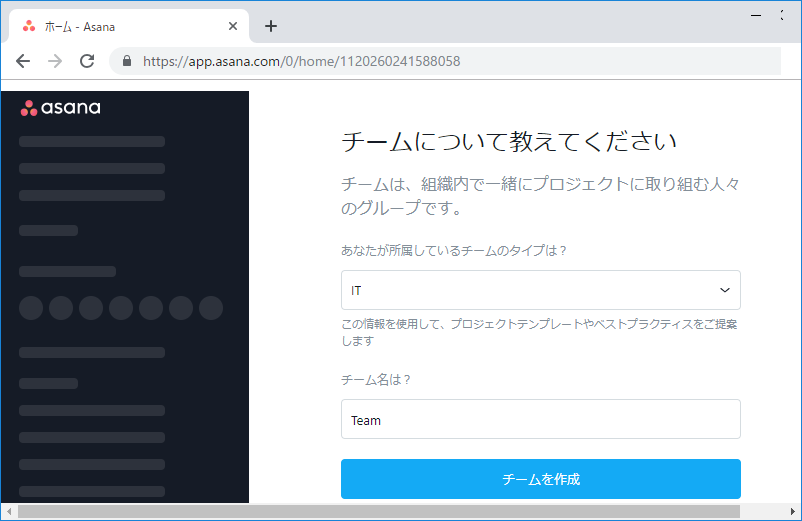 ホーム - Asana
https://app.asana.com/0/home/1120260241588058
asana
チームについて教えてください
チームは、組織内で一緒にプロジェクトに取り組む人々
のグループです。
あなたが所属しているチームのタイプは？
IT
この情報を使用して、プロジェクトテンプレートやベストプラクティスをご提案
します
チーム名は？
Team
チームを作成